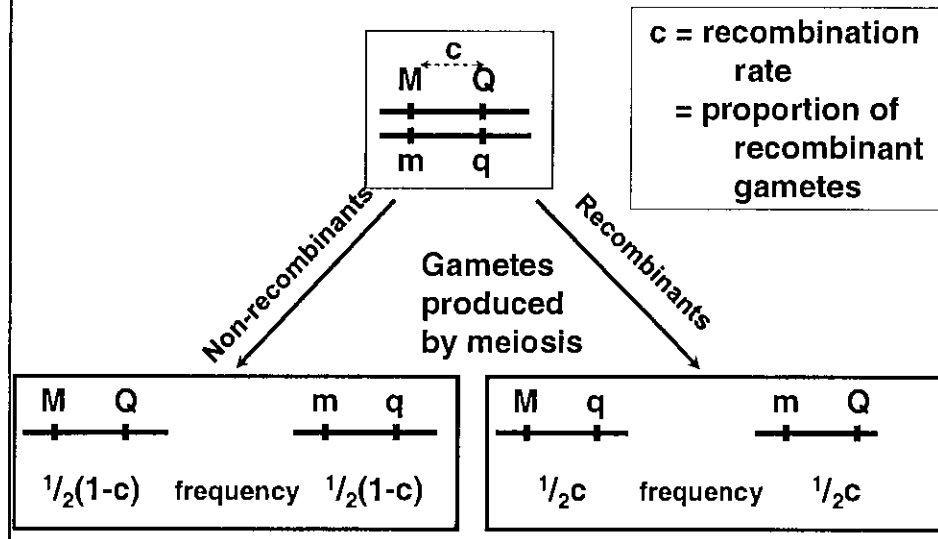 c
M Q
m q
c = recombination
rate
= proportion of
recombinant
gametes
Non-recombinants
Recombinants
Gametes
produced
by meiosis
M Q m q
1/2(1-c) frequency 1/2(1-c)
M q m Q
1/2c frequency 1/2c